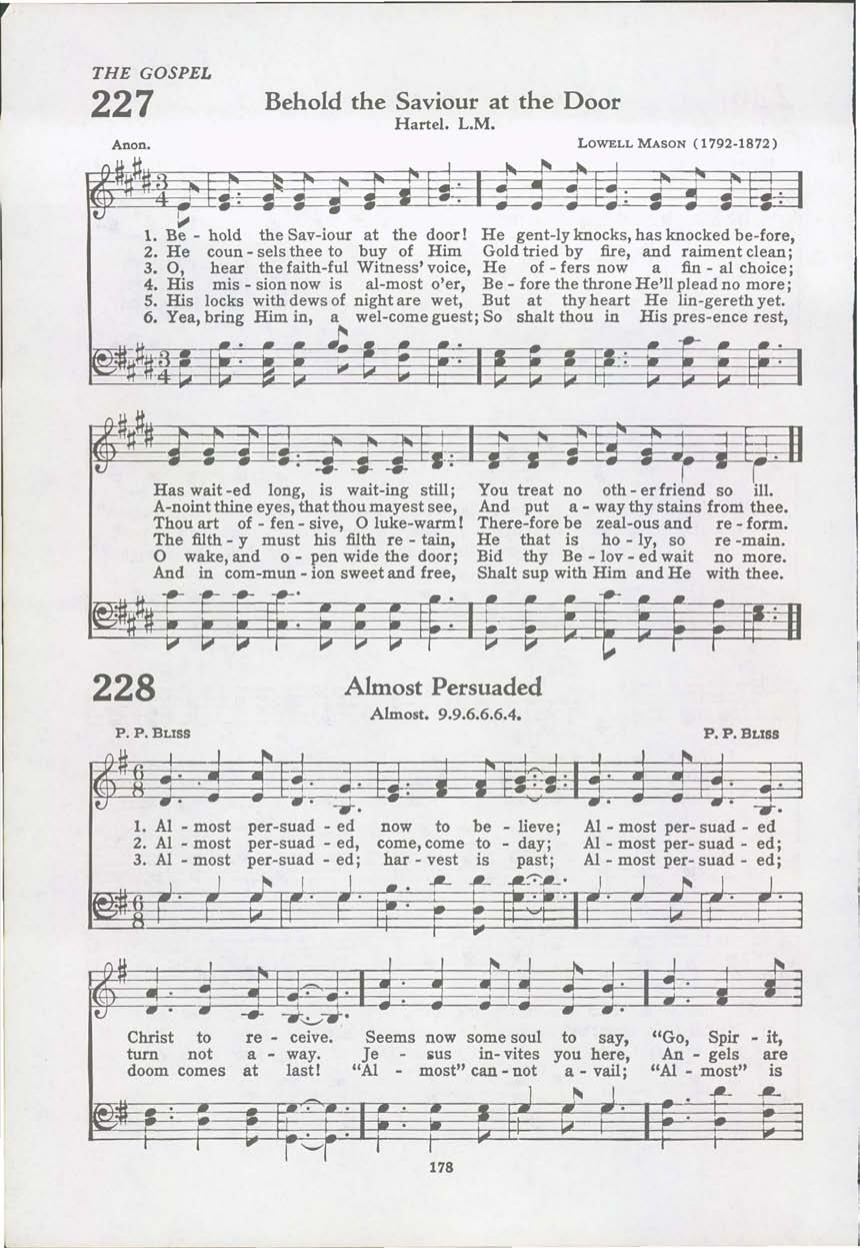 THE GOSPEL
227
Behold the Saviour at the Door
Hartel. L.M.
Anon.
LOWELL MASON (1792-1872)
3
4
1. Be - hold the Sav-iour at the door! He gent-ly knocks, has knocked be-fore,
2. He coun - sels thee to buy of Him Gold tried by fire, and raiment clean;
3. O, hear the faith-ful Witness' voice, He of - fers now a fin - al choice;
4. His mis - sion now is al-most o'er, Be - fore the throne He'll plead no more;
5. His locks with dews of night are wet, But at thy heart He lin-gereth yet.
6. Yea, bring Him in, a wel-come guest; So shalt thou in His pres-ence rest,
3
4
Has wait-ed long, is wait-ing still; You treat no oth-er friend so ill.
A-noint thine eyes, that thou mayest see, And put a - way thy stains from thee.
Thou art of - fen - sive, O luke-warm! There-fore be zeal-ous and re - form.
The filth - y must his filth re - tain, He that is ho - ly, so re -main.
O wake, and o - pen wide the door; Bid thy Be - lov - ed wait no more.
And in com-mun - ion sweet and free, Shalt sup with Him and He with thee.
228
Almost Persuaded
Almost. 9.9.6.6.6.4.
P. P. BLISS
P. P. BLISS
6
8
1. Al - most per-suad - ed now to be - lieve; Al - most per- suad - ed
2. Al - most per-suad - ed, come, come to - day; Al - most per- suad - ed;
3. Al - most per-suad - ed; har - vest is past; Al - most per- suad - ed;
6
8
Christ to re - ceive. Seems now some soul to say, "Go, Spir - it,
turn not a - way. Je - sus in-vites you here, An - gels are
doom comes at last! "Al - most" can-not a - vail; "Al - most" is
178